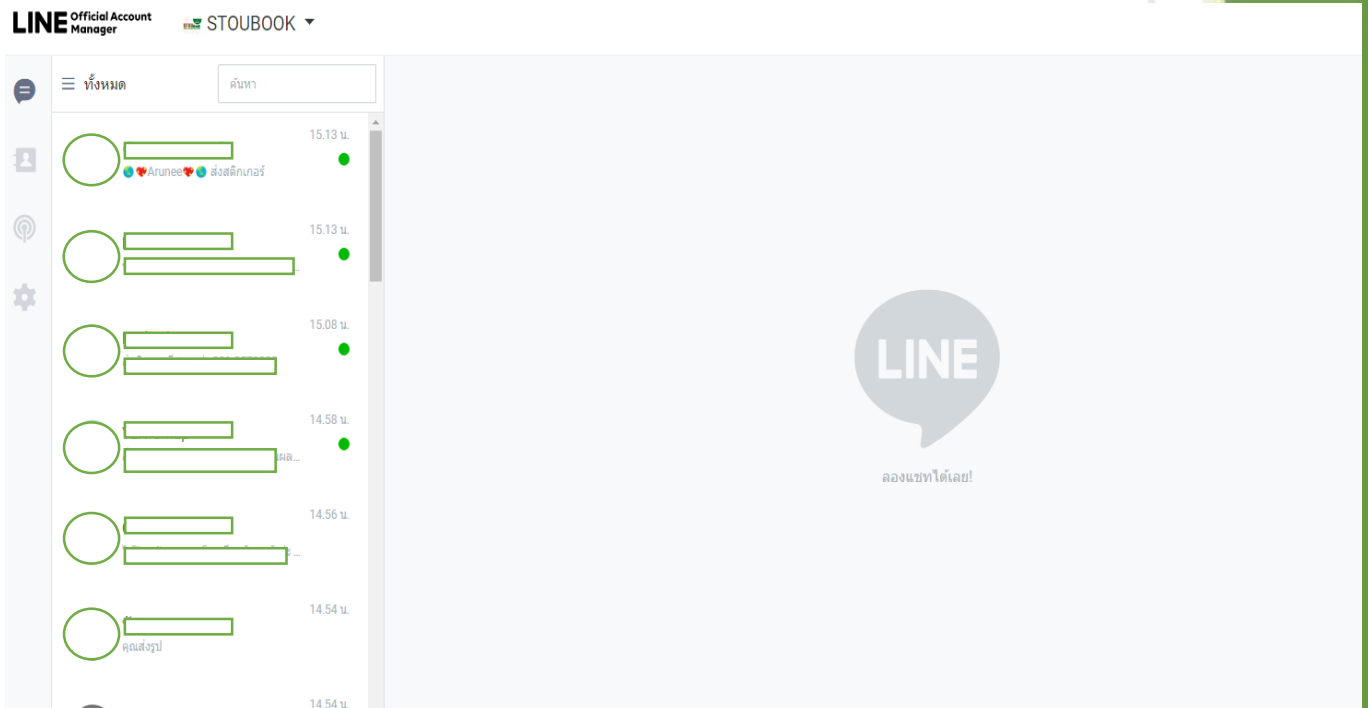 LINE Official Account Manager
STOUBOOK
ทั้งหมด
ค้นหา
15.13 น.
🌏💖Arunee💖🌏 ส่งสติกเกอร์
15.13 น.
15.08 น.
14.58 น.
ผล...
14.56 น.
14.54 น.
คุณส่งรูป
14.54 น.
LINE
ลองแชทได้เลย!